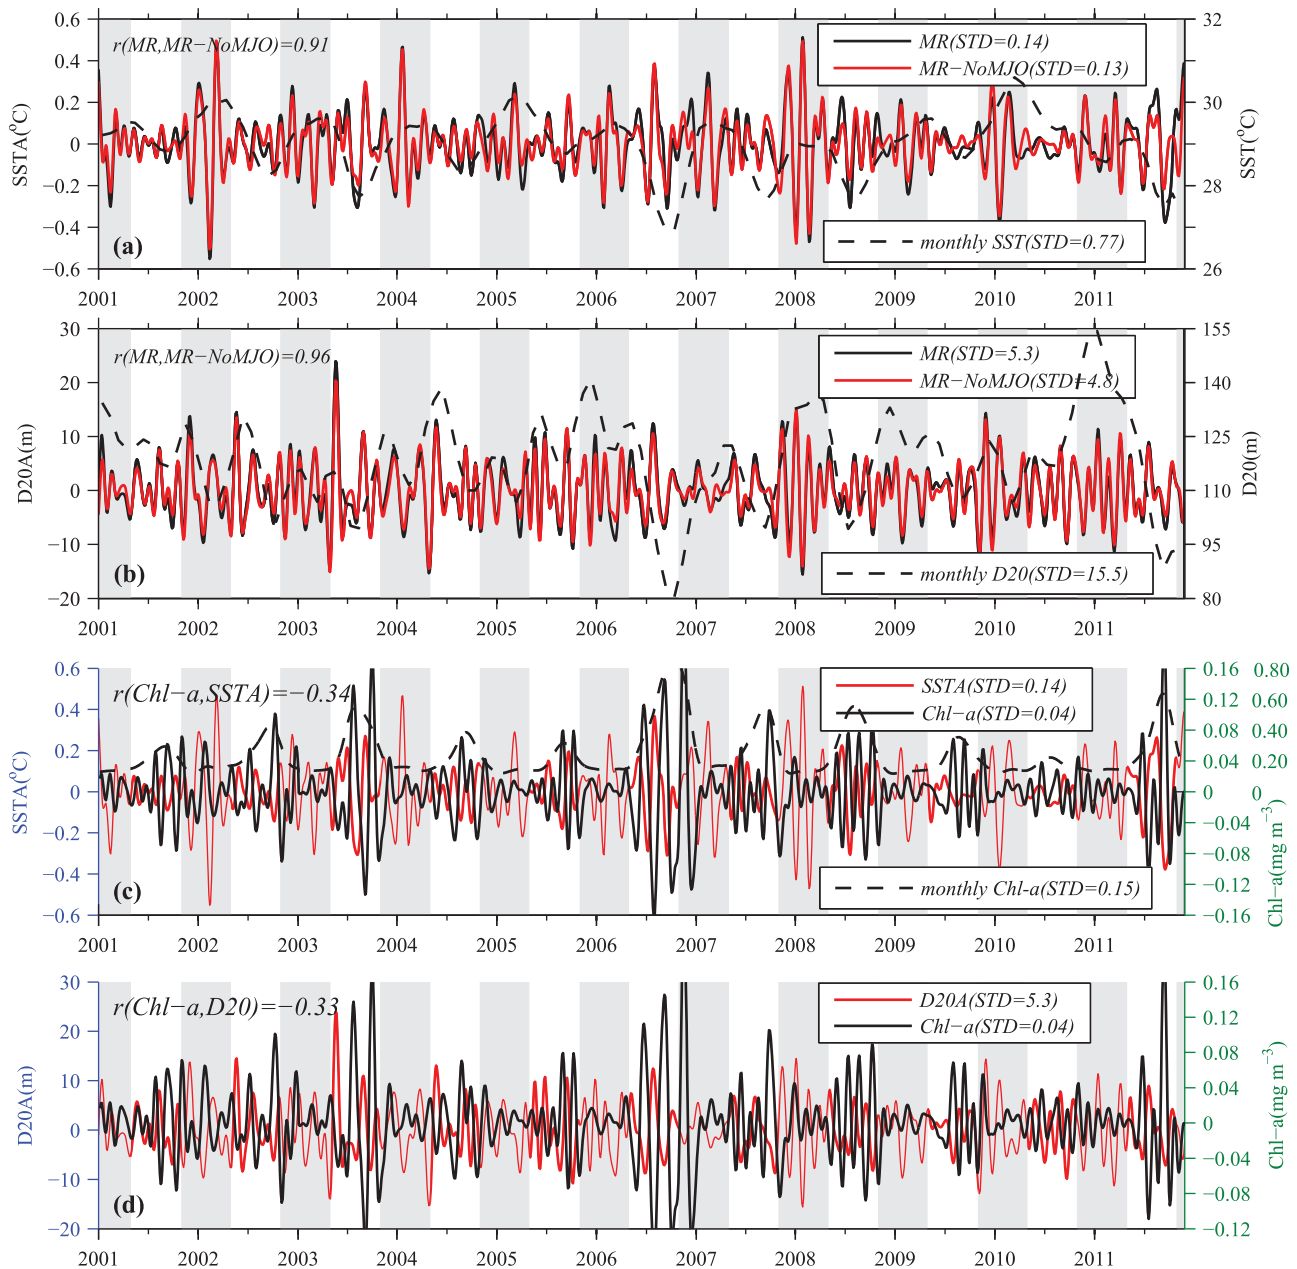 r(MR,MR−NoMJO)=0.91
MR(STD=0.14)
MR−NoMJO(STD=0.13)
monthly SST(STD=0.77)
(a)
SSTA(°C)
0.6
0.4
0.2
0
−0.2
−0.4
−0.6
SST(°C)
32
30
28
26
2001 2002 2003 2004 2005 2006 2007 2008 2009 2010 2011
r(MR,MR−NoMJO)=0.96
MR(STD=5.3)
MR−NoMJO(STD=4.8)
monthly D20(STD=15.5)
(b)
D20A(m)
30
20
10
0
−10
−20
D20(m)
155
140
125
110
95
80
2001 2002 2003 2004 2005 2006 2007 2008 2009 2010 2011
r(Chl−a,SSTA)=−0.34
SSTA(STD=0.14)
Chl−a(STD=0.04)
monthly Chl-a(STD=0.15)
(c)
SSTA(°C)
0.6
0.4
0.2
0
−0.2
−0.4
−0.6
Chl−a(mg m−3)
0.16 0.80
0.12 0.60
0.08 0.40
0.04 0.20
0 0
−0.04
−0.08
−0.12
−0.16
2001 2002 2003 2004 2005 2006 2007 2008 2009 2010 2011
r(Chl−a,D20)=−0.33
D20A(STD=5.3)
Chl−a(STD=0.04)
(d)
D20A(m)
30
20
10
0
−10
−20
Chl−a(mg m−3)
0.16
0.12
0.08
0.04
0
−0.04
−0.08
−0.12
2001 2002 2003 2004 2005 2006 2007 2008 2009 2010 2011